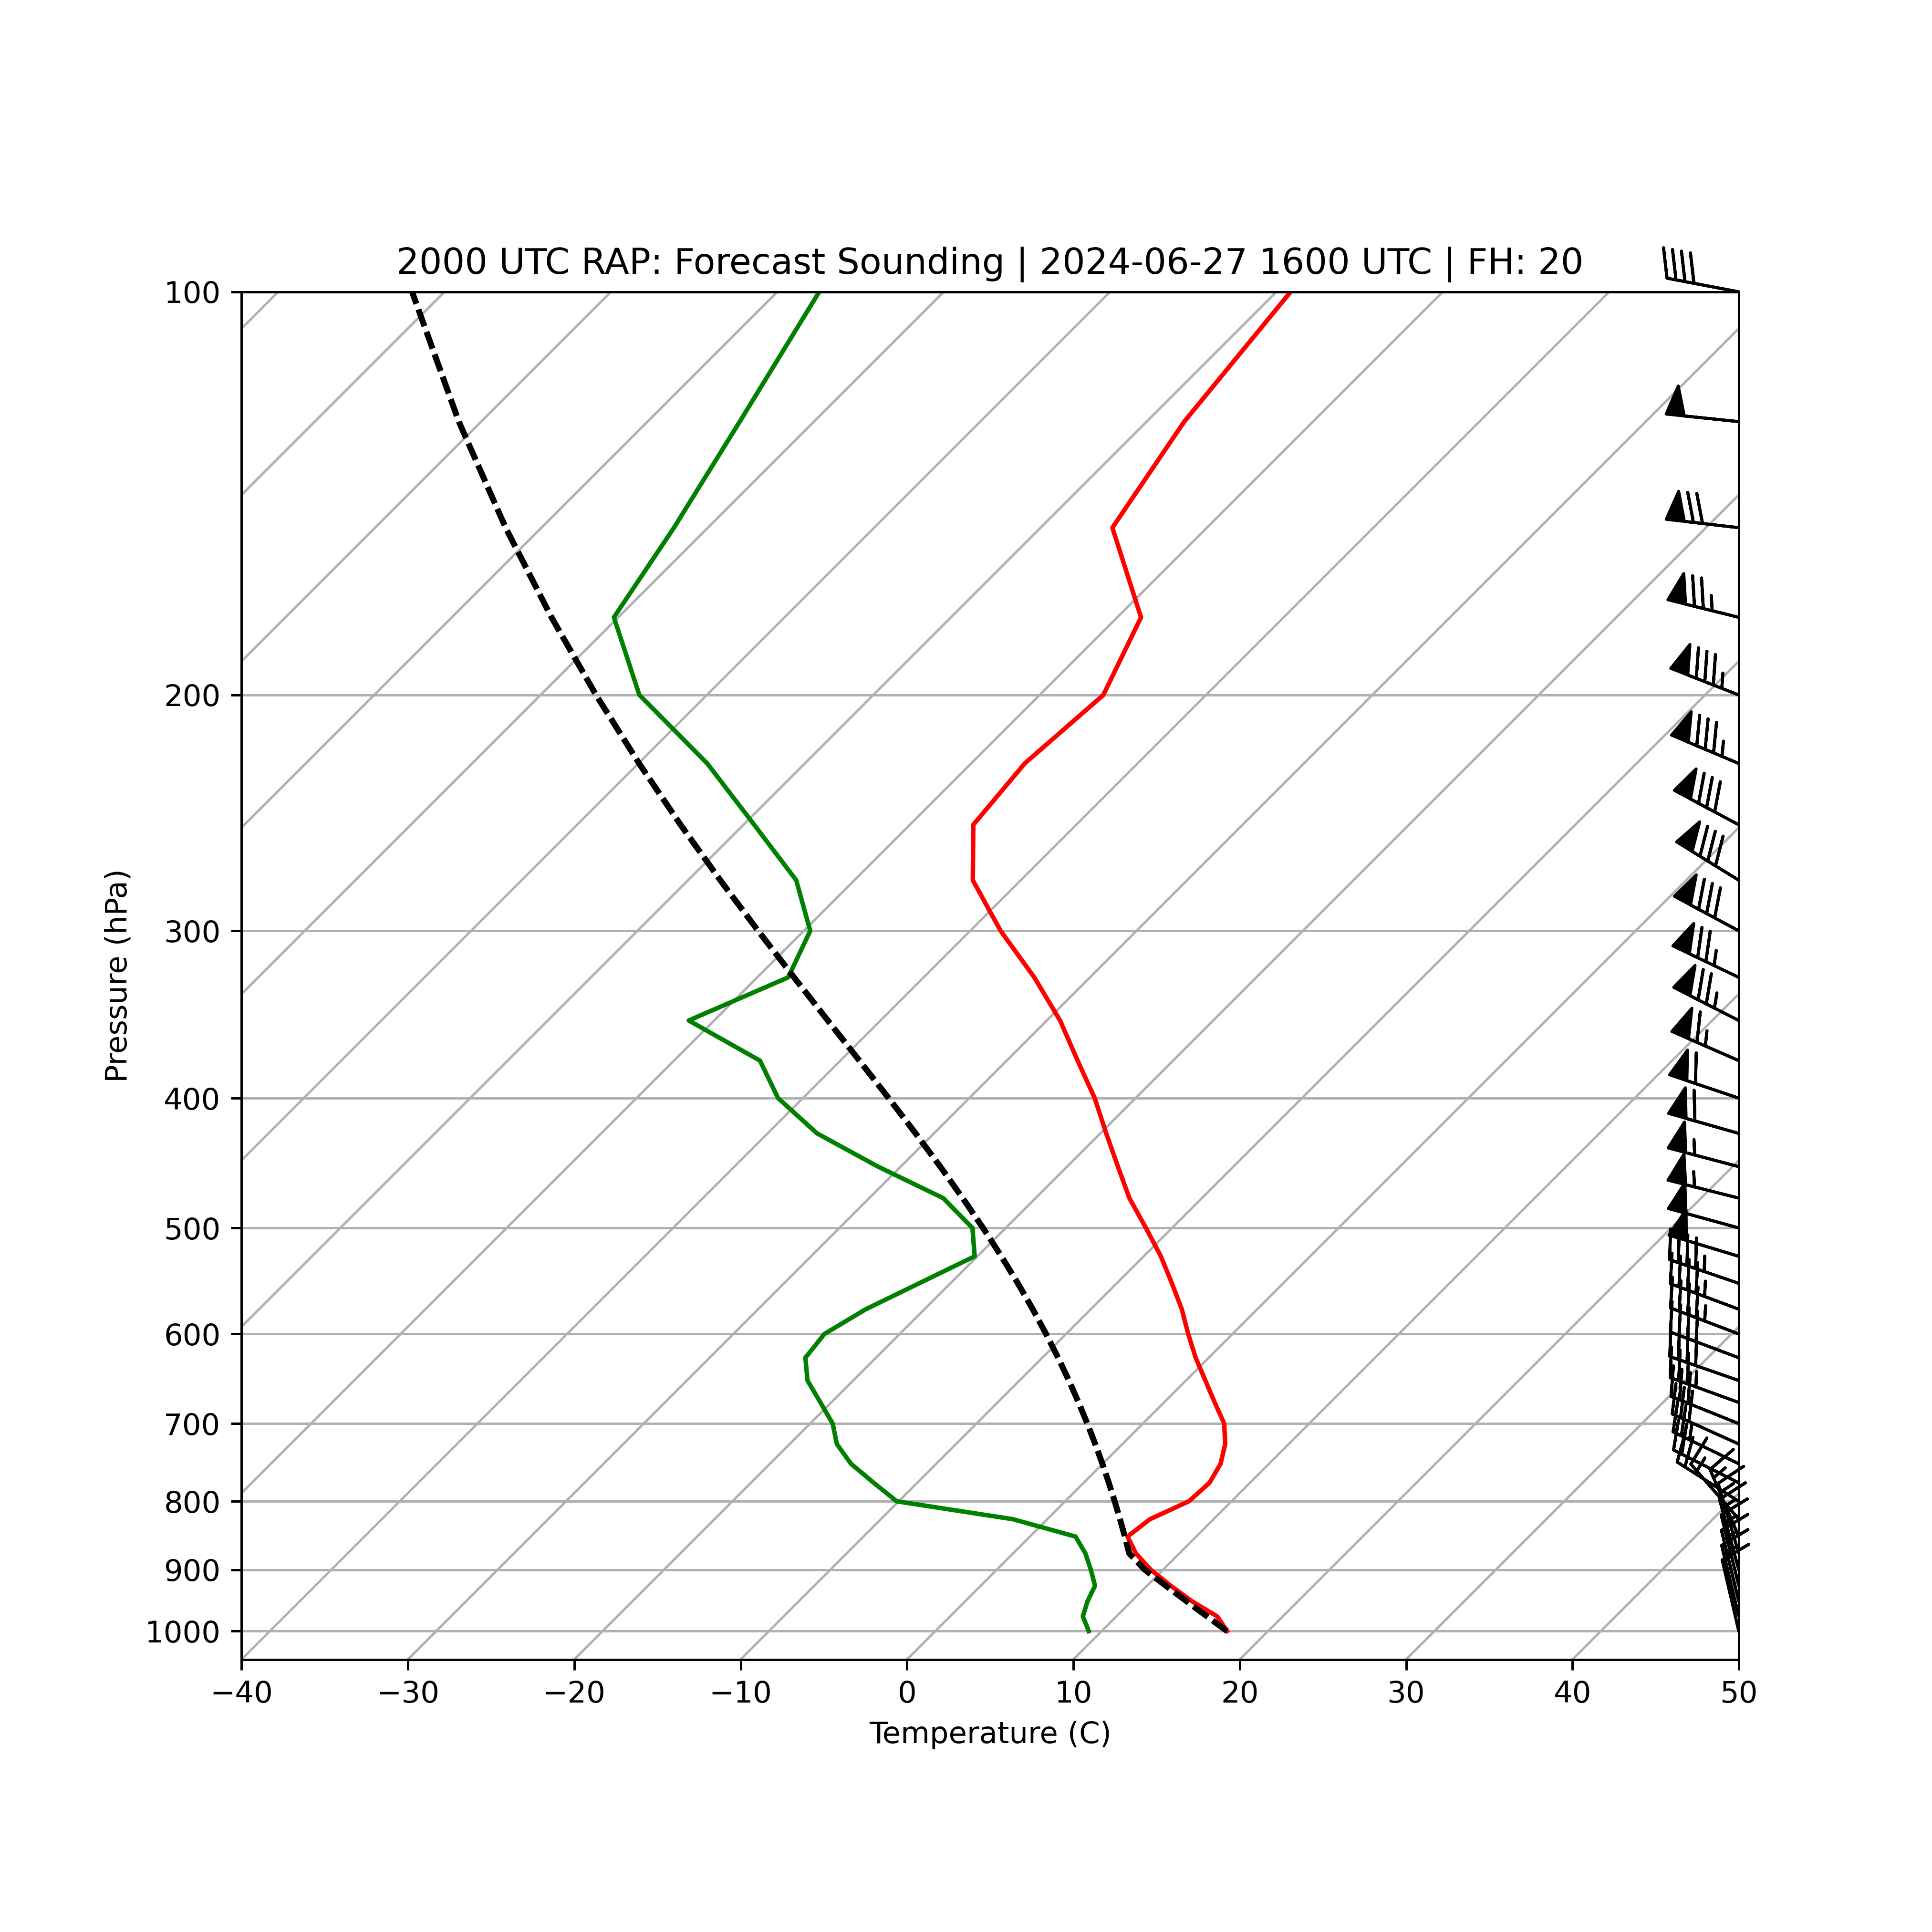 2000 UTC RAP: Forecast Sounding | 2024-06-27 1600 UTC | FH: 20
100
200
300
400
500
600
700
800
900
1000
Pressure (hPa)
−40 −30 −20 −10 0 10 20 30 40 50
Temperature (C)